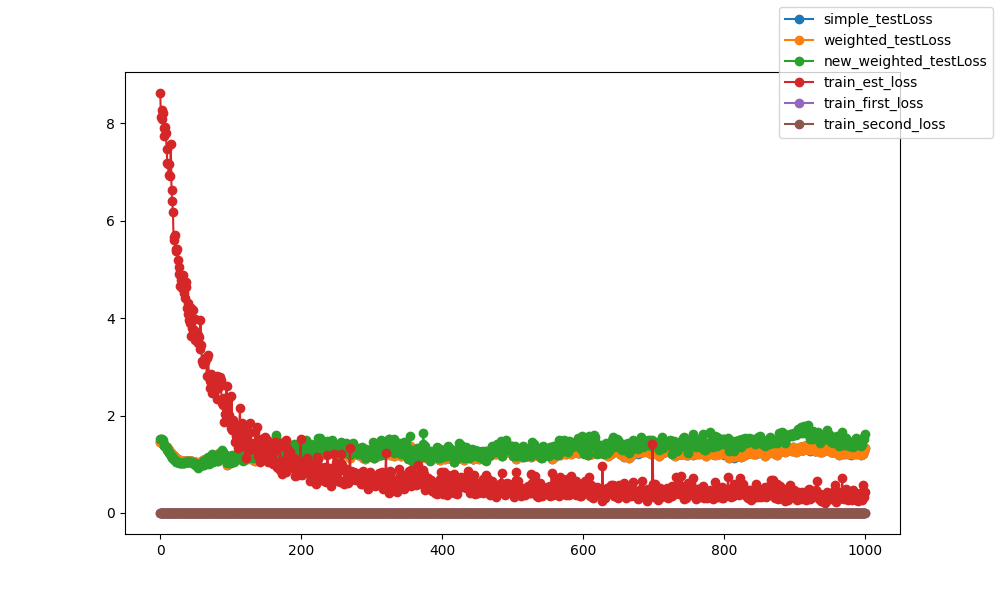 simple_testLoss
weighted_testLoss
new_weighted_testLoss
train_est_loss
train_first_loss
train_second_loss
8
6
4
2
0
0
200
400
600
800
1000